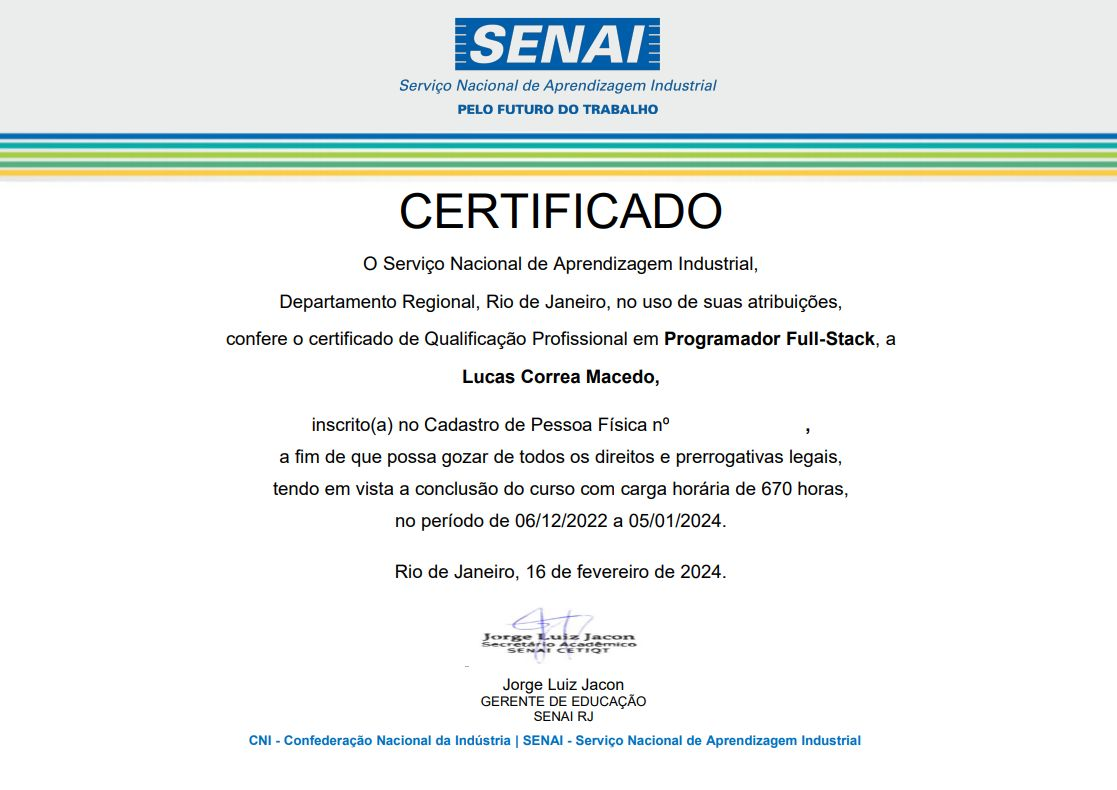 SENAI
Serviço Nacional de Aprendizagem Industrial
PELO FUTURO DO TRABALHO
CERTIFICADO
O Serviço Nacional de Aprendizagem Industrial,
Departamento Regional, Rio de Janeiro, no uso de suas atribuições,
confere o certificado de Qualificação Profissional em Programador Full-Stack, a
Lucas Correa Macedo,
inscrito(a) no Cadastro de Pessoa Física nº ,
a fim de que possa gozar de todos os direitos e prerrogativas legais,
tendo em vista a conclusão do curso com carga horária de 670 horas,
no período de 06/12/2022 a 05/01/2024.
Rio de Janeiro, 16 de fevereiro de 2024.
Jorge Luiz Jacon
Secretário Acadêmico
SENAI CETIQT
Jorge Luiz Jacon
GERENTE DE EDUCAÇÃO
SENAI RJ
CNI - Confederação Nacional da Indústria | SENAI - Serviço Nacional de Aprendizagem Industrial